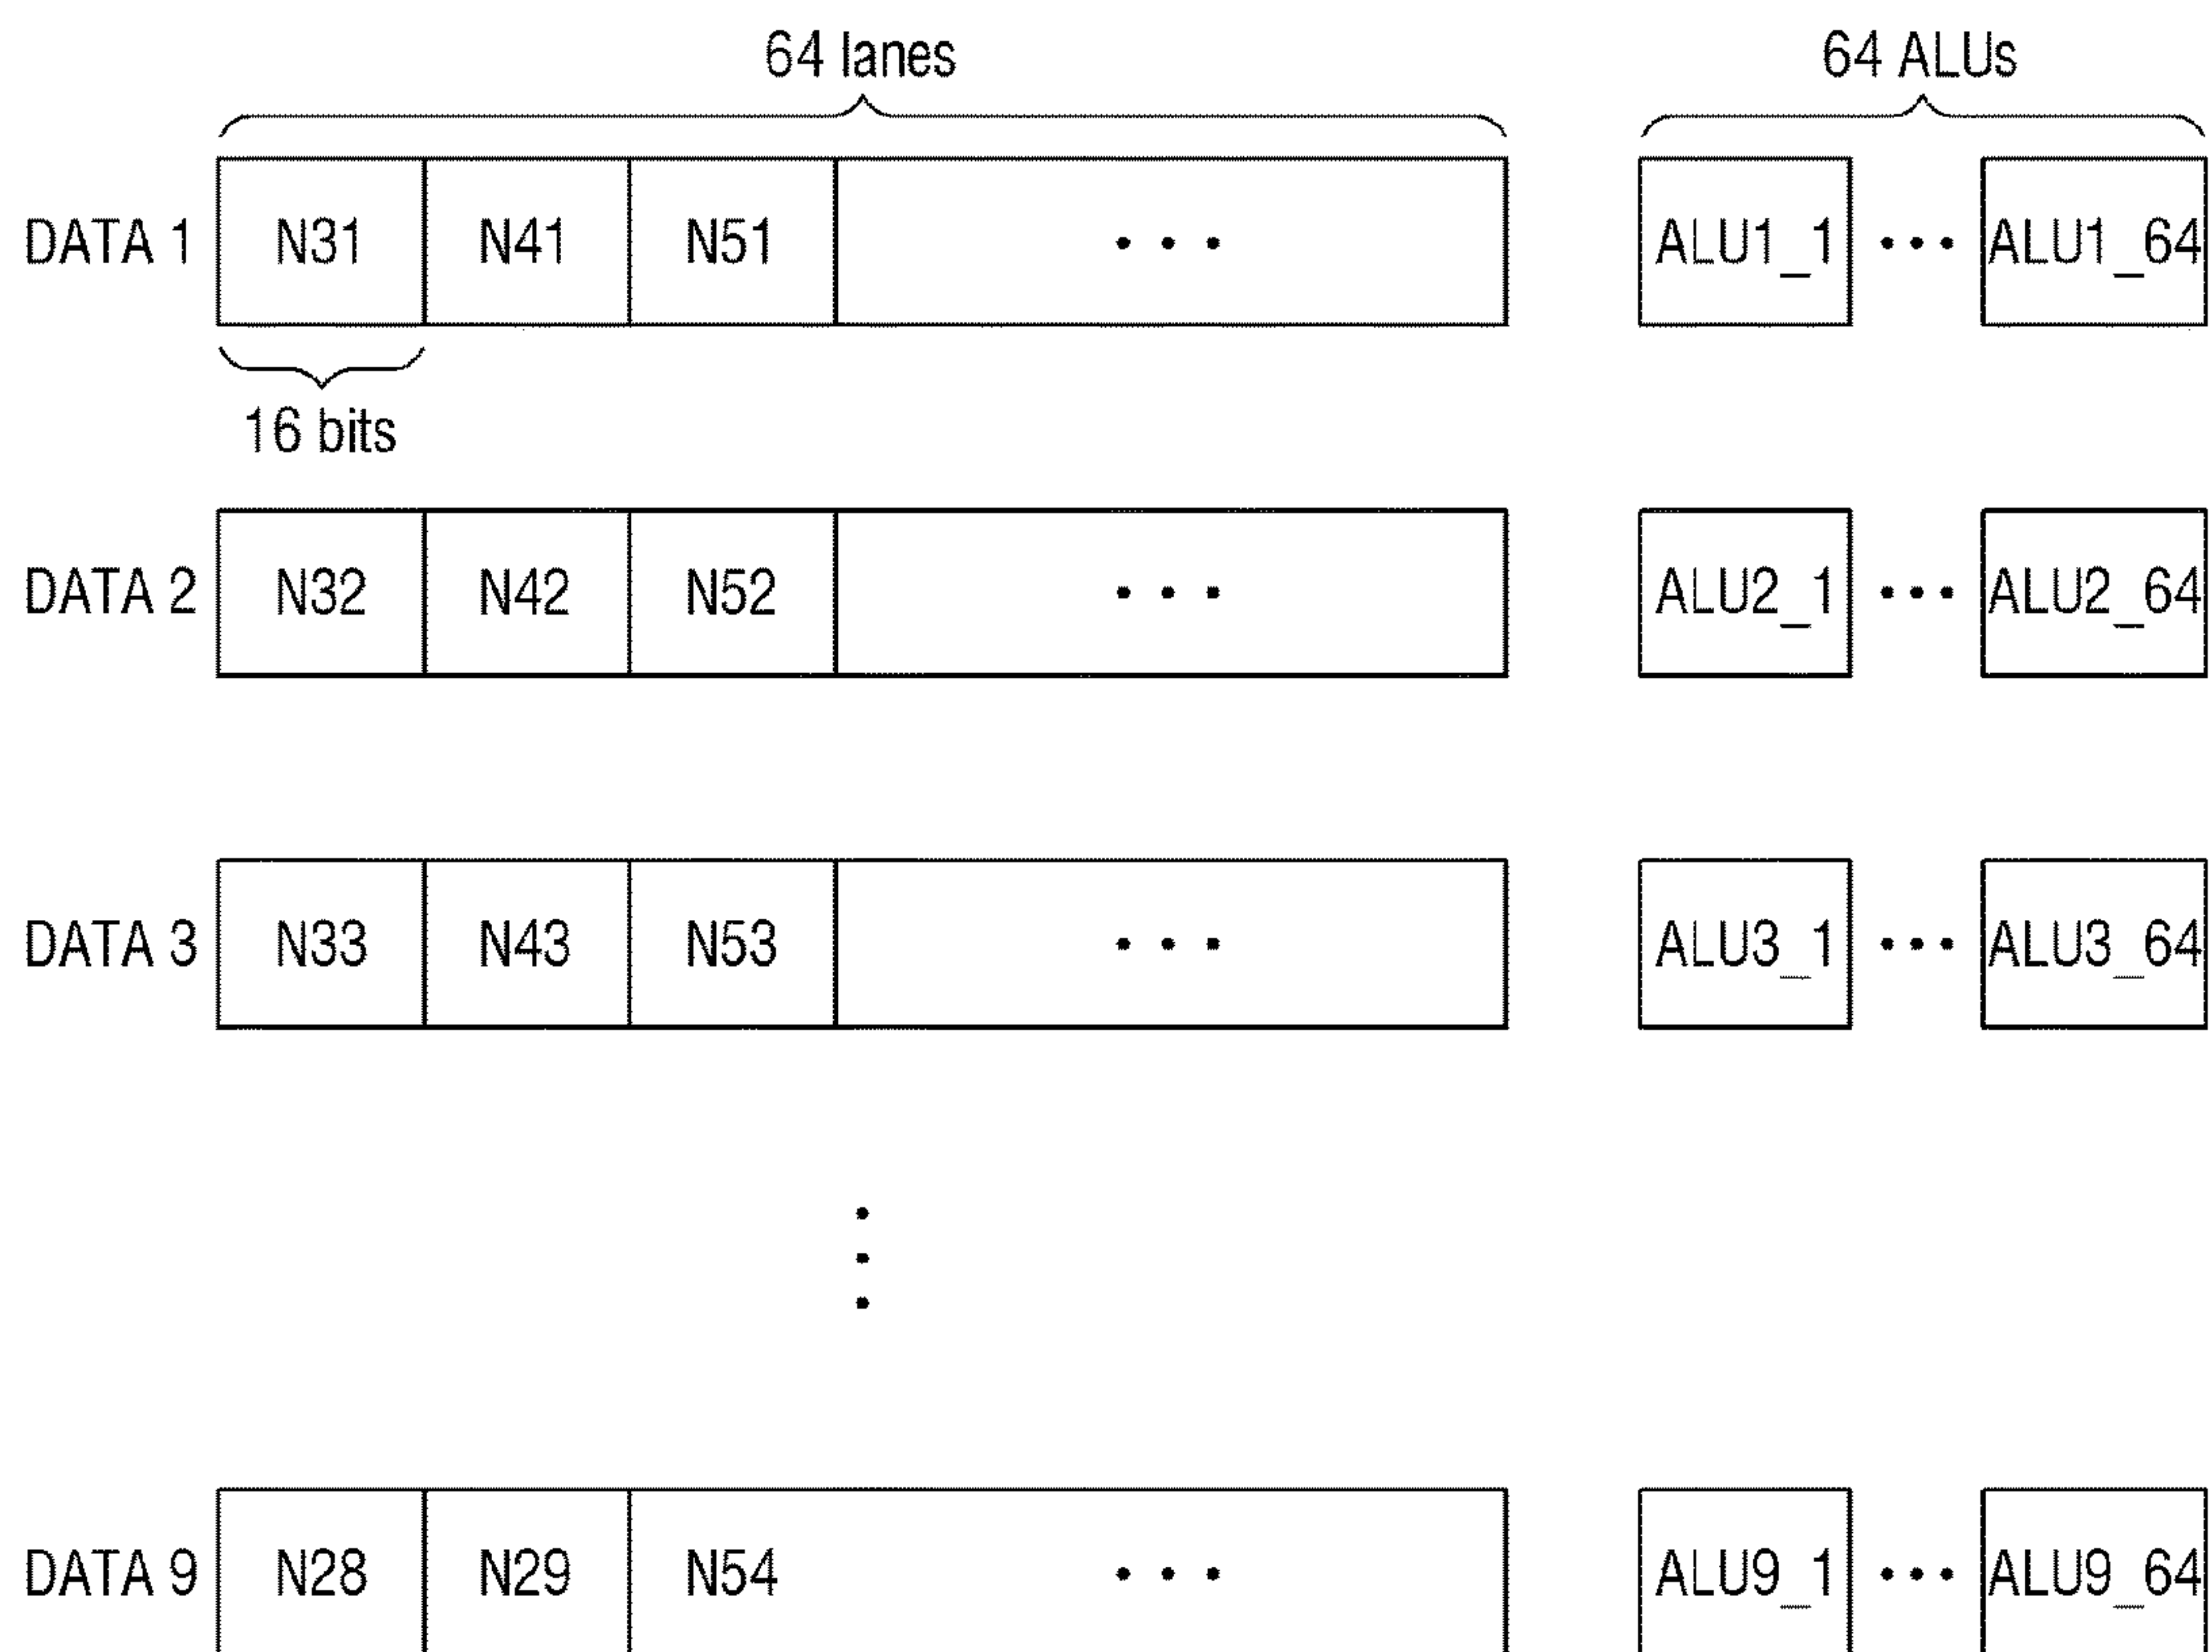 64 lanes 64 ALUs
DATA 1 N31 N41 N51 • • • ALU1_1 • • • ALU1_64
16 bits
DATA 2 N32 N42 N52 • • • ALU2_1 • • • ALU2_64
DATA 3 N33 N43 N53 • • • ALU3_1 • • • ALU3_64
DATA 9 N28 N29 N54 • • • ALU9_1 • • • ALU9_64